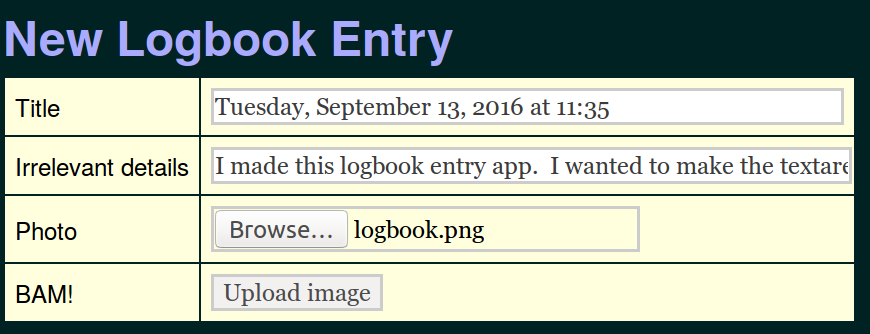 New Logbook Entry
Title Tuesday, September 13, 2016 at 11:35
Irrelevant details I made this logbook entry app.  I wanted to make the textare
Photo Browse... logbook.png
BAM! Upload image